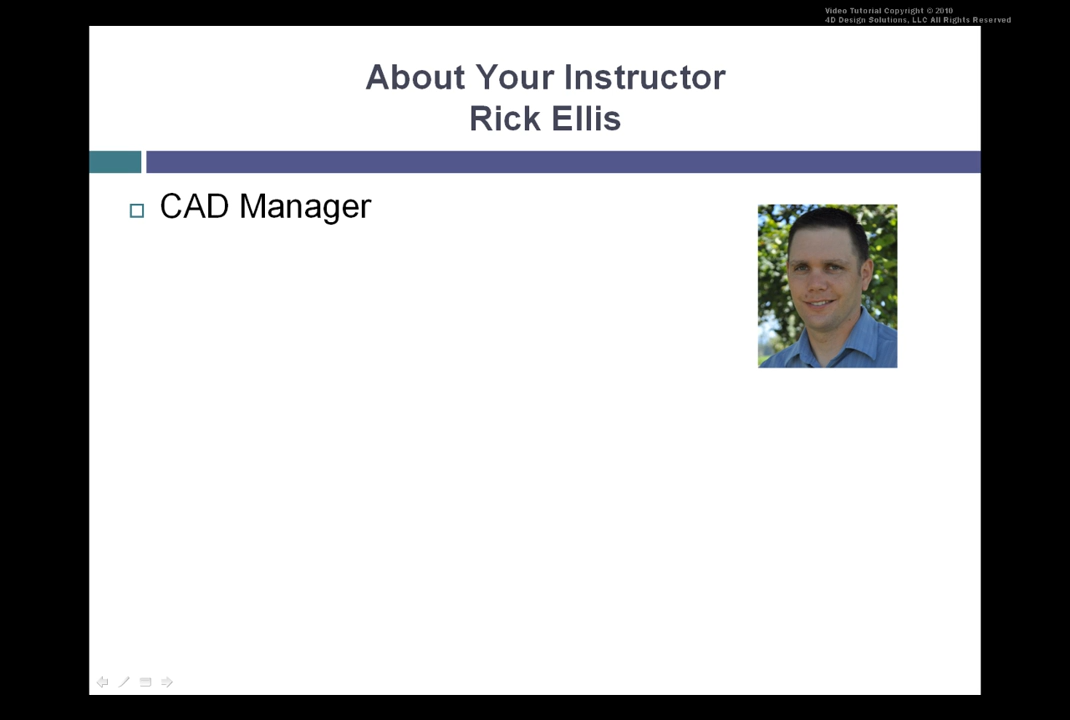 Video Tutorial Copyright © 2010
4D Design Solutions, LLC All Rights Reserved
About Your Instructor
Rick Ellis
CAD Manager